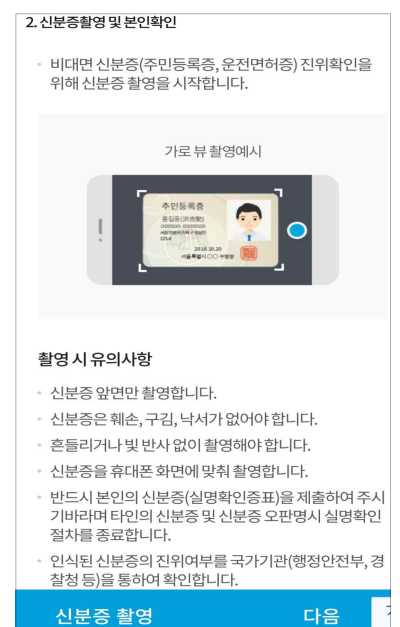 2. 신분증촬영 및 본인확인
비대면 신분증(주민등록증, 운전면허증) 진위확인을
위해 신분증 촬영을 시작합니다.
가로 뷰 촬영예시
주민등록증
홍길동(洪吉動)
000000-0000000
2018.10.20
서울특별시 〇〇구청장
촬영 시 유의사항
신분증 앞면만 촬영합니다.
신분증은 훼손, 구김, 낙서가 없어야 합니다.
흔들리거나 빛 반사 없이 촬영해야 합니다.
신분증을 휴대폰 화면에 맞춰 촬영합니다.
반드시 본인의 신분증(실명확인증표)을 제출하여 주시
기바라며 타인의 신분증 및 신분증 오판명시 실명확인
절차를 종료합니다.
인식된 신분증의 진위여부를 국가기관(행정안전부, 경
찰청 등)을 통하여 확인합니다.
신분증 촬영
다음